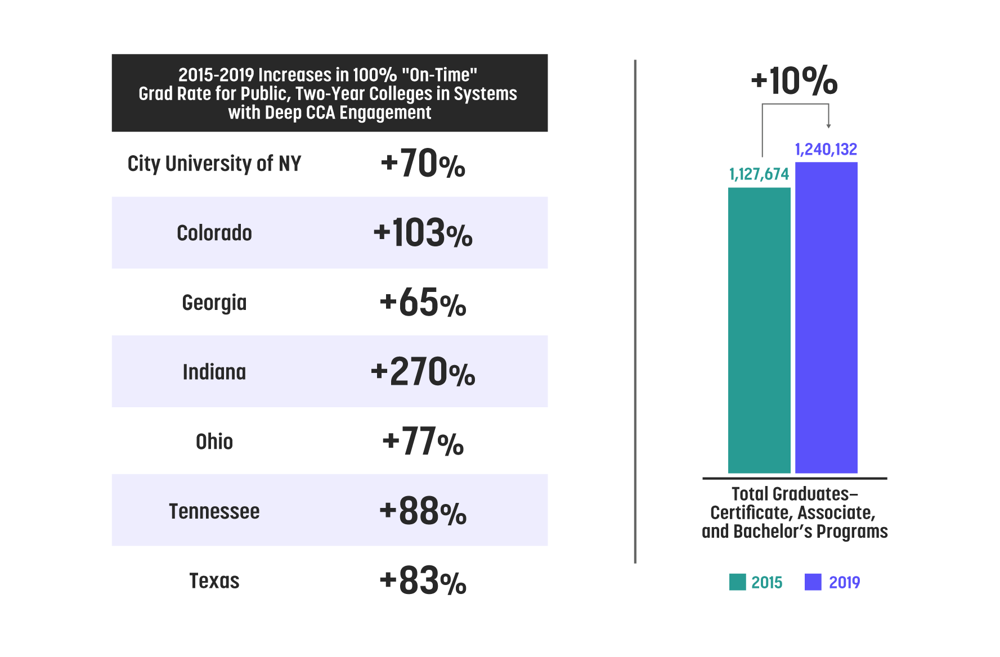 2015-2019 Increases in 100% "On-Time"
Grad Rate for Public, Two-Year Colleges in Systems
with Deep CCA Engagement
City University of NY +70%
Colorado +103%
Georgia +65%
Indiana +270%
Ohio +77%
Tennessee +88%
Texas +83%
+10%
1,240,132
1,127,674
Total Graduates–
Certificate, Associate,
and Bachelor’s Programs
2015 2019